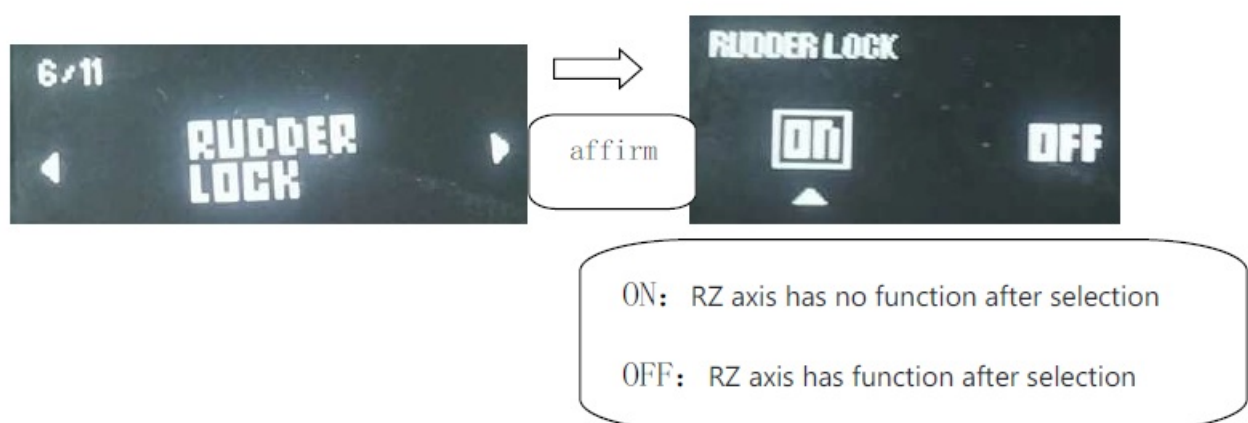 6/11
RUDDER
LOCK
affirm
RUDDER LOCK
ON OFF
ON： RZ axis has no function after selection
OFF： RZ axis has function after selection